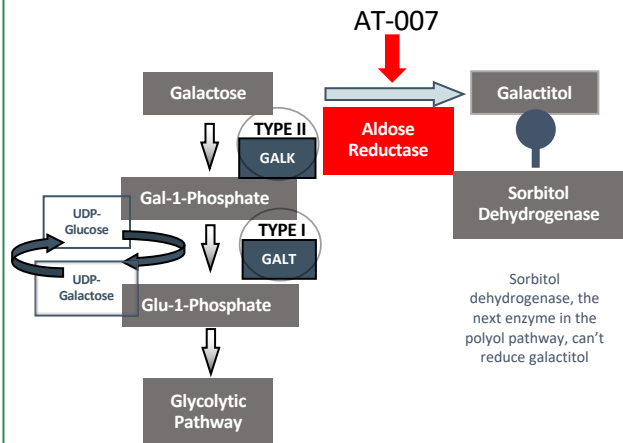 AT-007
Galactose
Galactitol
TYPE II
GALK
Aldose
Reductase
Gal-1-Phosphate
Sorbitol
Dehydrogenase
UDP-
Glucose
TYPE I
GALT
UDP-
Galactose
Glu-1-Phosphate
Sorbitol
dehydrogenase, the
next enzyme in the
polyol pathway, can’t
reduce galactitol
Glycolytic
Pathway